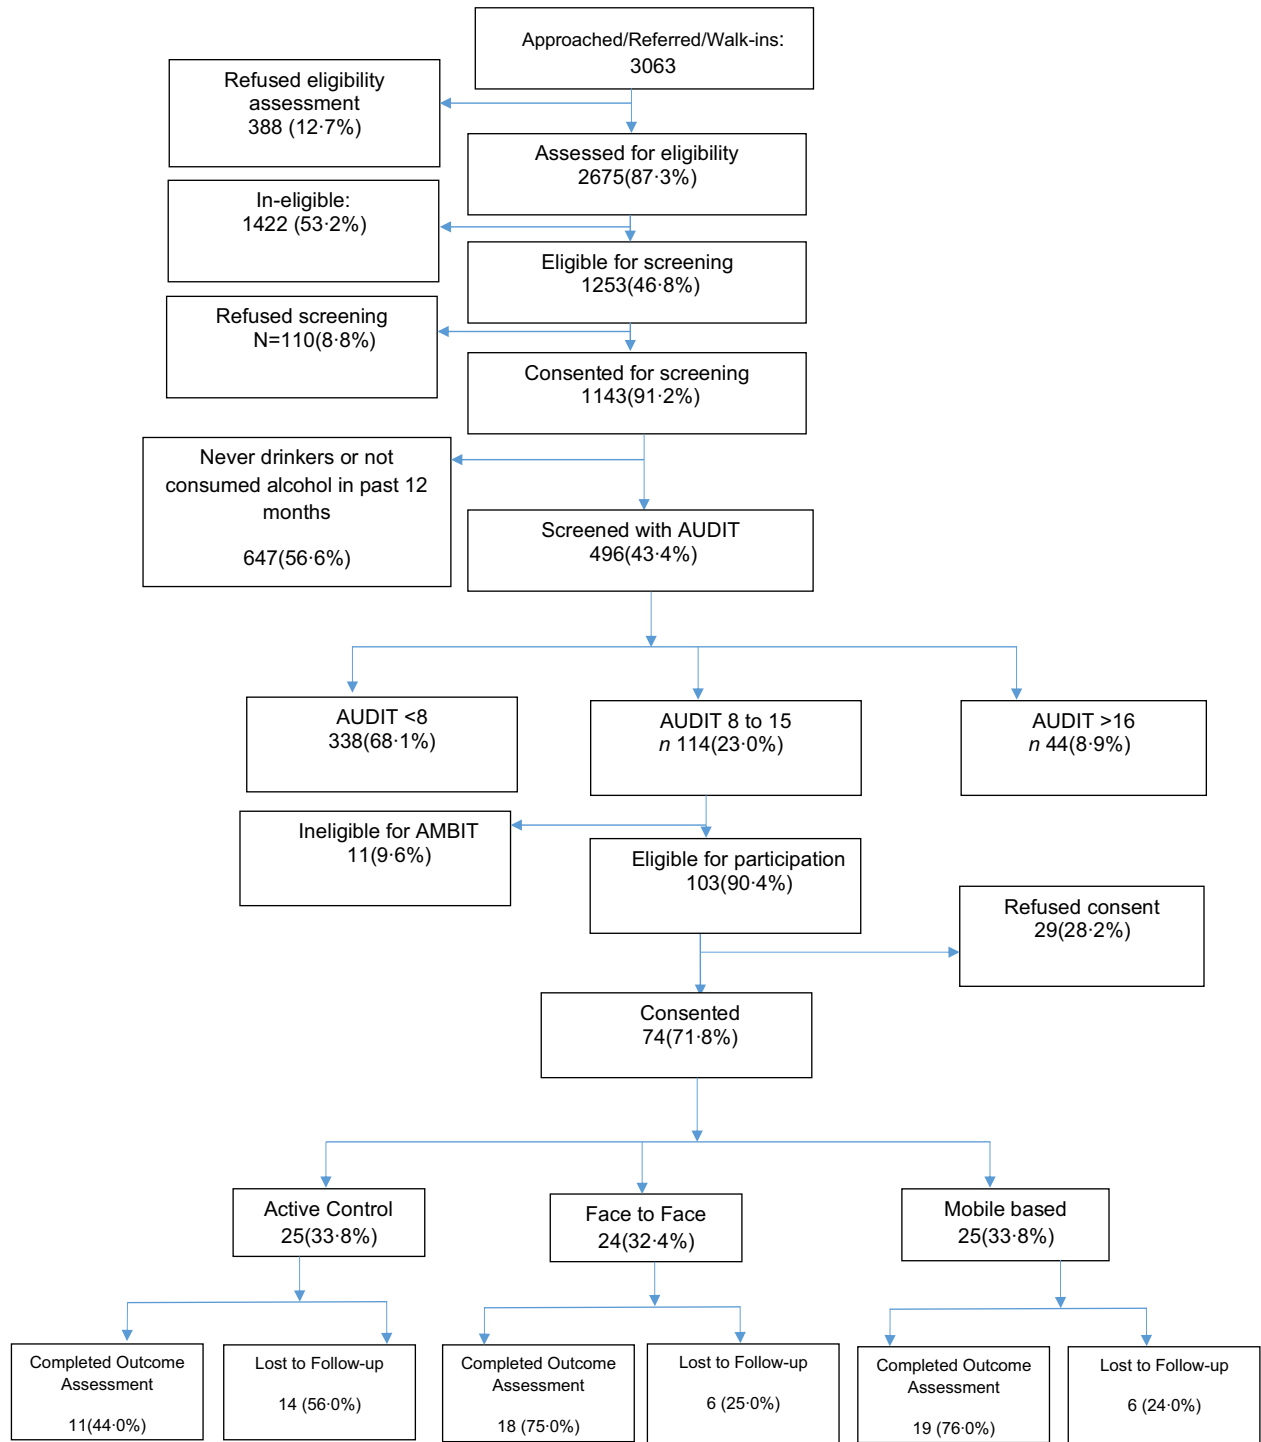 Approached/Referred/Walk-ins:
3063
Refused eligibility
assessment
388 (12·7%)
Assessed for eligibility
2675(87·3%)
In-eligible:
1422 (53·2%)
Eligible for screening
1253(46·8%)
Refused screening
N=110(8·8%)
Consented for screening
1143(91·2%)
Never drinkers or not
consumed alcohol in past 12
months
647(56·6%)
Screened with AUDIT
496(43·4%)
AUDIT <8
338(68·1%)
AUDIT 8 to 15
n 114(23·0%)
AUDIT >16
n 44(8·9%)
Ineligible for AMBIT
11(9·6%)
Eligible for participation
103(90·4%)
Refused consent
29(28·2%)
Consented
74(71·8%)
Active Control
25(33·8%)
Face to Face
24(32·4%)
Mobile based
25(33·8%)
Completed Outcome
Assessment
11(44·0%)
Lost to Follow-up
14 (56·0%)
Completed Outcome
Assessment
18 (75·0%)
Lost to Follow-up
6 (25·0%)
Completed Outcome
Assessment
19 (76·0%)
Lost to Follow-up
6 (24·0%)